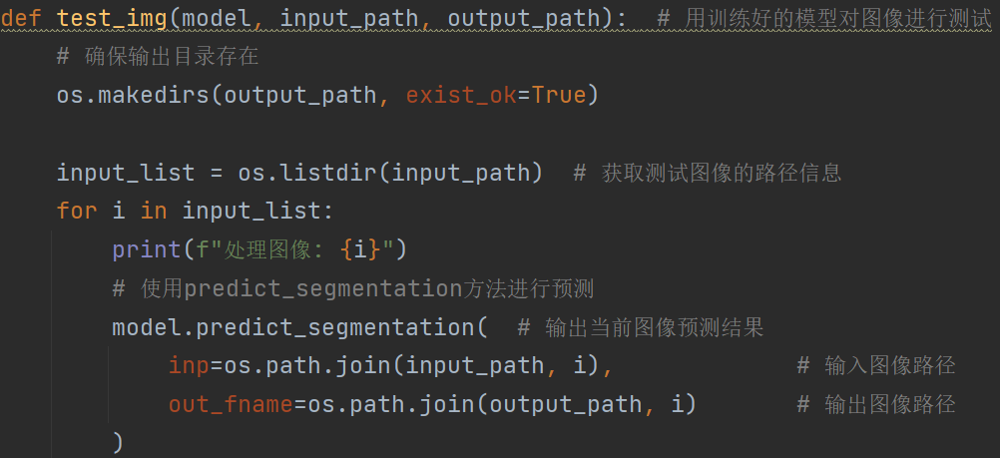 def test_img(model, input_path, output_path):  # 用训练好的模型对图像进行测试
    # 确保输出目录存在
    os.makedirs(output_path, exist_ok=True)

    input_list = os.listdir(input_path)  # 获取测试图像的路径信息
    for i in input_list:
        print(f"处理图像: {i}")
        # 使用predict_segmentation方法进行预测
        model.predict_segmentation(  # 输出当前图像预测结果
            inp=os.path.join(input_path, i),             # 输入图像路径
            out_fname=os.path.join(output_path, i)       # 输出图像路径
        )